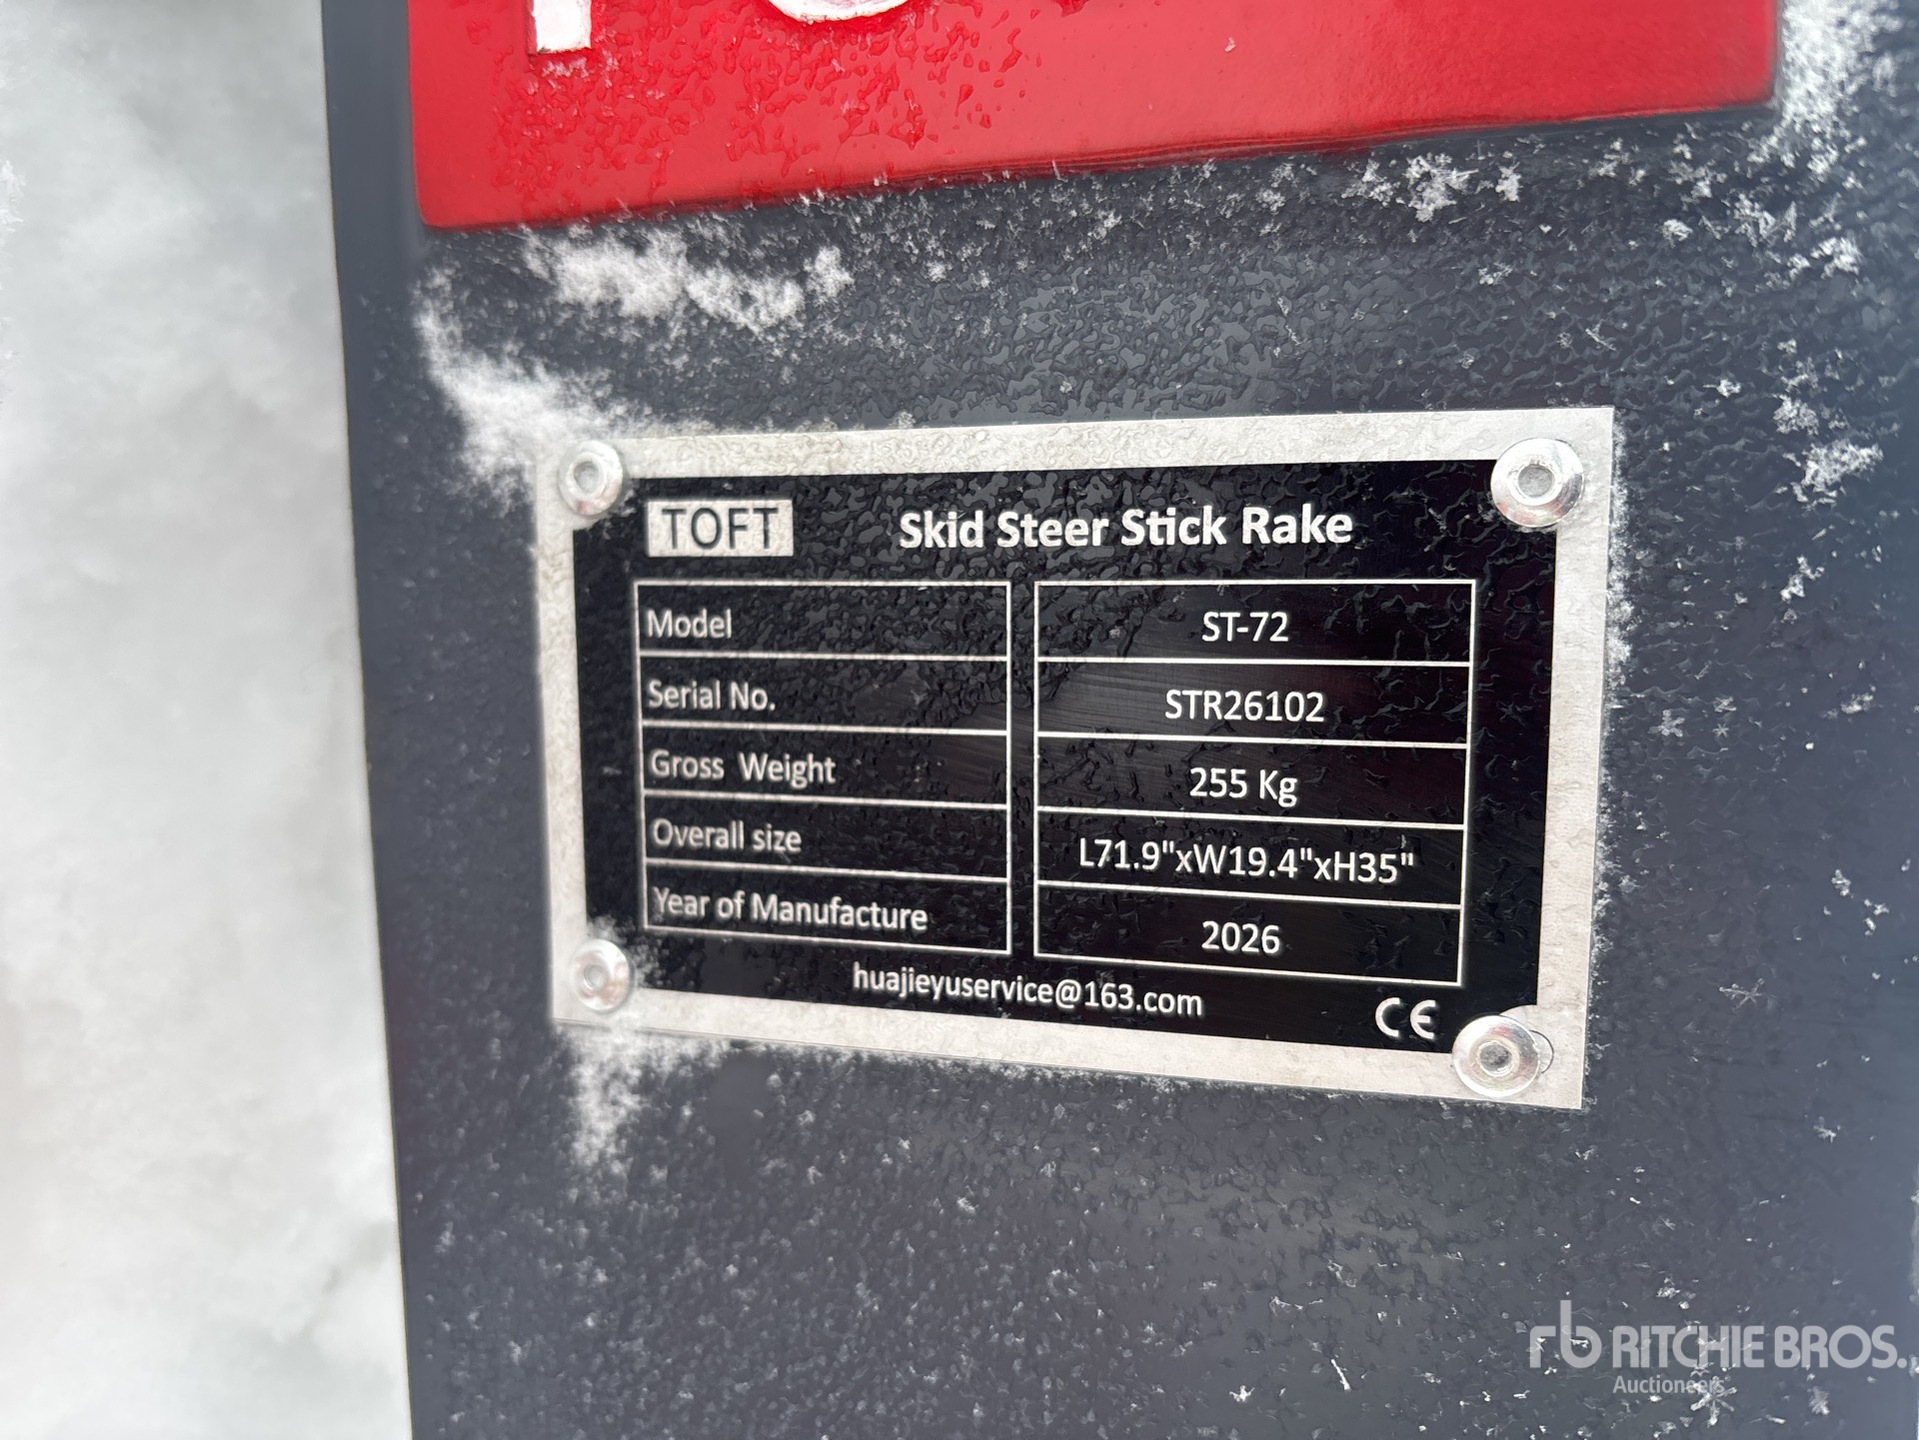 TOFT Skid Steer Stick Rake
Model ST-72
Serial No. STR26102
Gross Weight 255 Kg
Overall size L71.9"xW19.4"xH35"
Year of Manufacture 2026
huajieyuservice@163.com CE
rb RITCHIE BROS.
Auctioneers